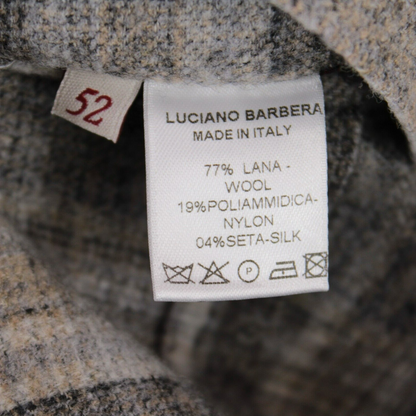 52
LUCIANO BARBERA
MADE IN ITALY
77% LANA -
WOOL
19%POLIAMMIDICA-
NYLON
04%SETA-SILK
P